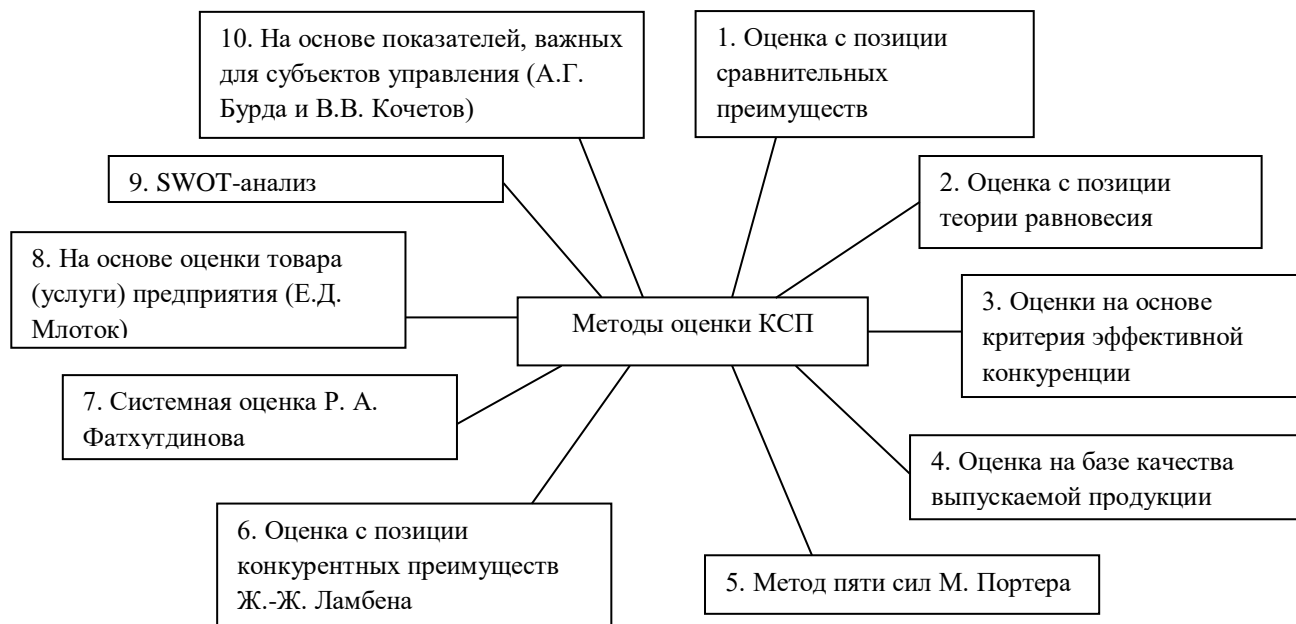 10. На основе показателей, важных
для субъектов управления (А.Г.
Бурда и В.В. Кочетов)
1. Оценка с позиции
сравнительных
преимуществ
9. SWOT-анализ
2. Оценка с позиции
теории равновесия
8. На основе оценки товара
(услуги) предприятия (Е.Д.
Млоток)
Методы оценки КСП
3. Оценки на основе
критерия эффективной
конкуренции
7. Системная оценка Р. А.
Фатхутдинова
4. Оценка на базе качества
выпускаемой продукции
6. Оценка с позиции
конкурентных преимуществ
Ж.-Ж. Ламбена
5. Метод пяти сил М. Портера